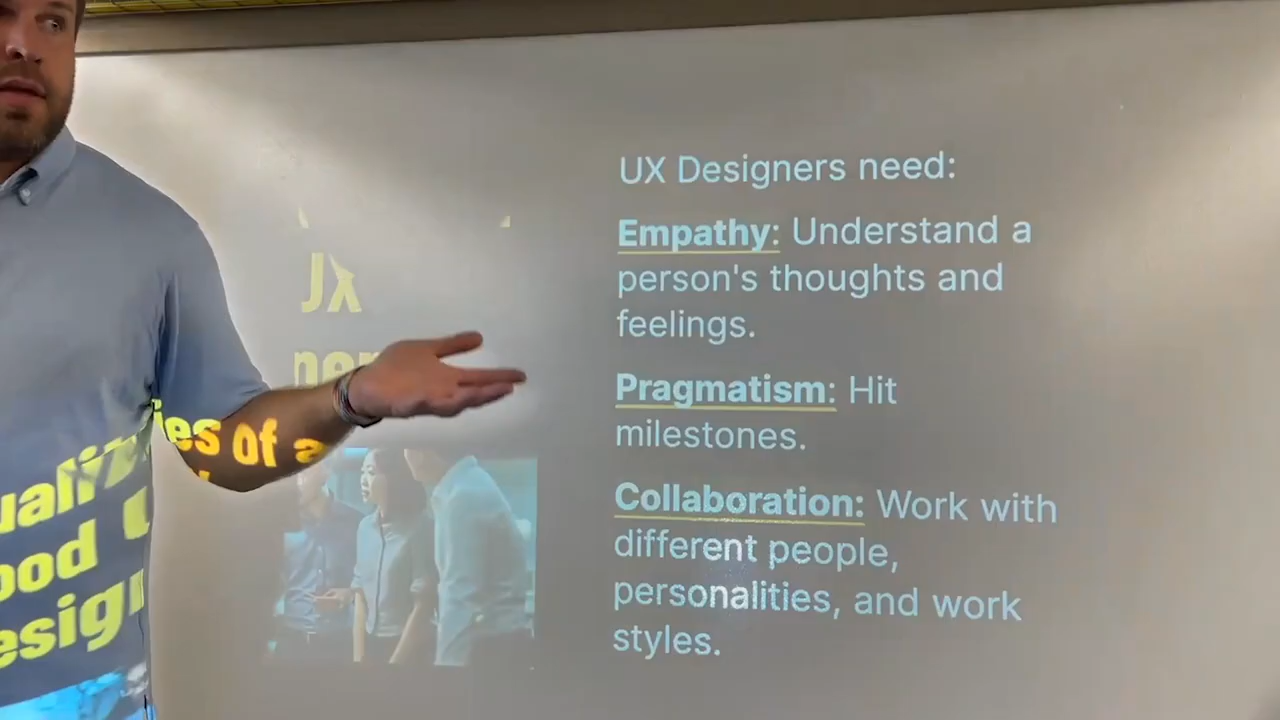 UX Designers need:
Empathy: Understand a
person's thoughts and
feelings.
Pragmatism: Hit
milestones.
Collaboration: Work with
different people,
personalities, and work
styles.